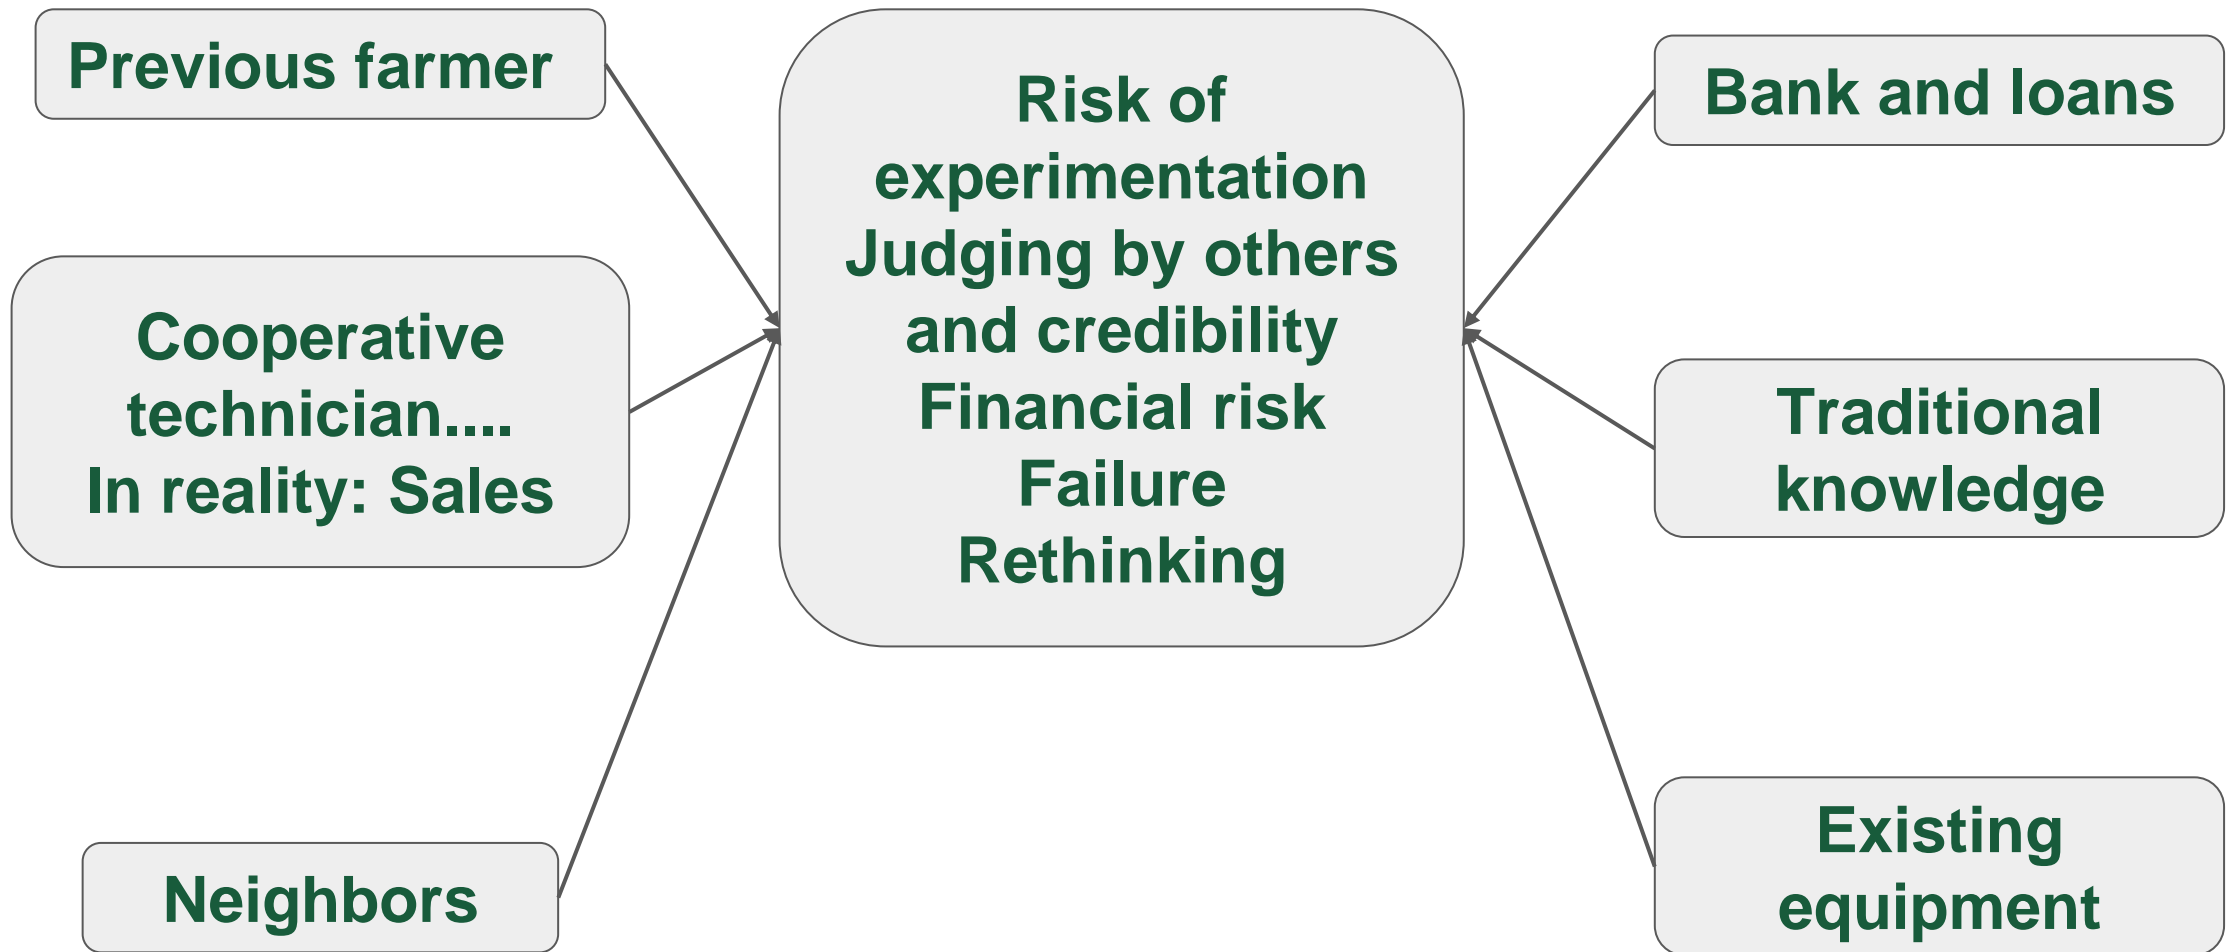 Previous farmer
Cooperative
technician....
In reality: Sales
Neighbors
Risk of
experimentation
Judging by others
and credibility
Financial risk
Failure
Rethinking
Bank and loans
Traditional
knowledge
Existing
equipment